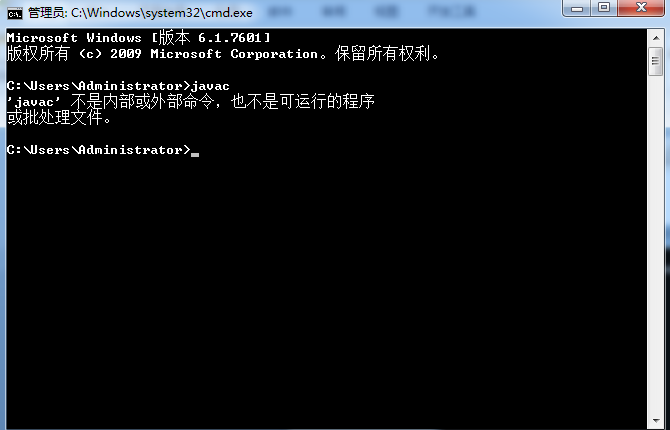 管理员: C:\Windows\system32\cmd.exe
Microsoft Windows [版本 6.1.7601]
版权所有 (c) 2009 Microsoft Corporation。保留所有权利。
C:\Users\Administrator>javac
'javac' 不是内部或外部命令，也不是可运行的程序
或批处理文件。
C:\Users\Administrator>